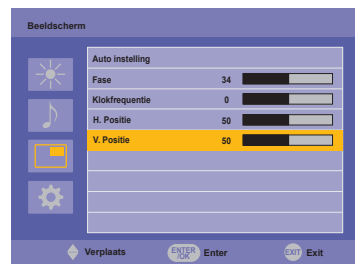 Beeldscherm
Auto instelling
Fase 34
Klokfrequentie 0
H. Positie 50
V. Positie 50
Verplaats ENTER /OK Enter EXIT Exit